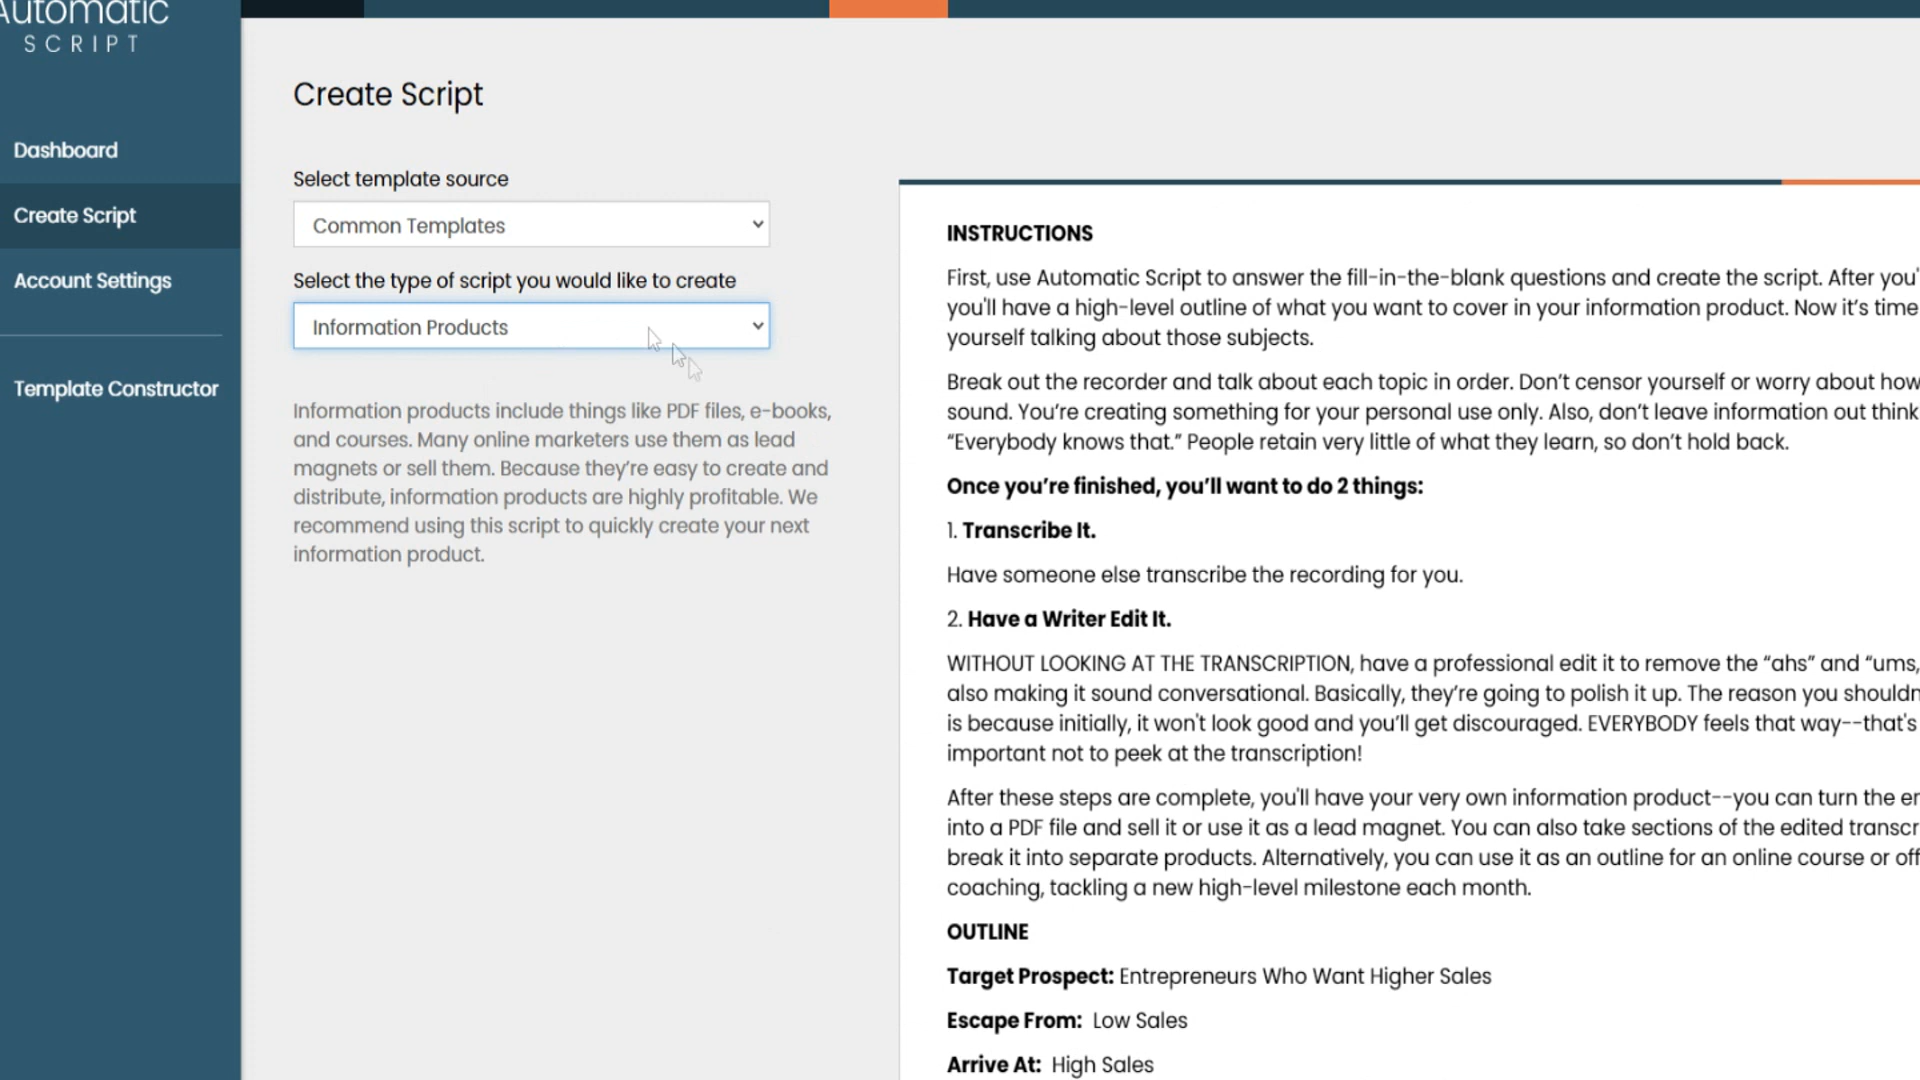 Automatic
SCRIPT
Dashboard
Create Script
Account Settings
Template Constructor
Create Script
Select template source
Common Templates
Select the type of script you would like to create
Information Products
Information products include things like PDF files, e-books,
and courses. Many online marketers use them as lead
magnets or sell them. Because they’re easy to create and
distribute, information products are highly profitable. We
recommend using this script to quickly create your next
information product.
INSTRUCTIONS
First, use Automatic Script to answer the fill-in-the-blank questions and create the script. After you'
you'll have a high-level outline of what you want to cover in your information product. Now it’s time
yourself talking about those subjects.
Break out the recorder and talk about each topic in order. Don’t censor yourself or worry about how
sound. You’re creating something for your personal use only. Also, don’t leave information out think
“Everybody knows that.” People retain very little of what they learn, so don’t hold back.
Once you’re finished, you’ll want to do 2 things:
1. Transcribe It.
Have someone else transcribe the recording for you.
2. Have a Writer Edit It.
WITHOUT LOOKING AT THE TRANSCRIPTION, have a professional edit it to remove the “ahs” and “ums,
also making it sound conversational. Basically, they’re going to polish it up. The reason you shouldn
is because initially, it won't look good and you’ll get discouraged. EVERYBODY feels that way--that's
important not to peek at the transcription!
After these steps are complete, you'll have your very own information product--you can turn the
into a PDF file and sell it or use it as a lead magnet. You can also take sections of the edited transcr
break it into separate products. Alternatively, you can use it as an outline for an online course or off
coaching, tackling a new high-level milestone each month.
OUTLINE
Target Prospect: Entrepreneurs Who Want Higher Sales
Escape From: Low Sales
Arrive At: High Sales